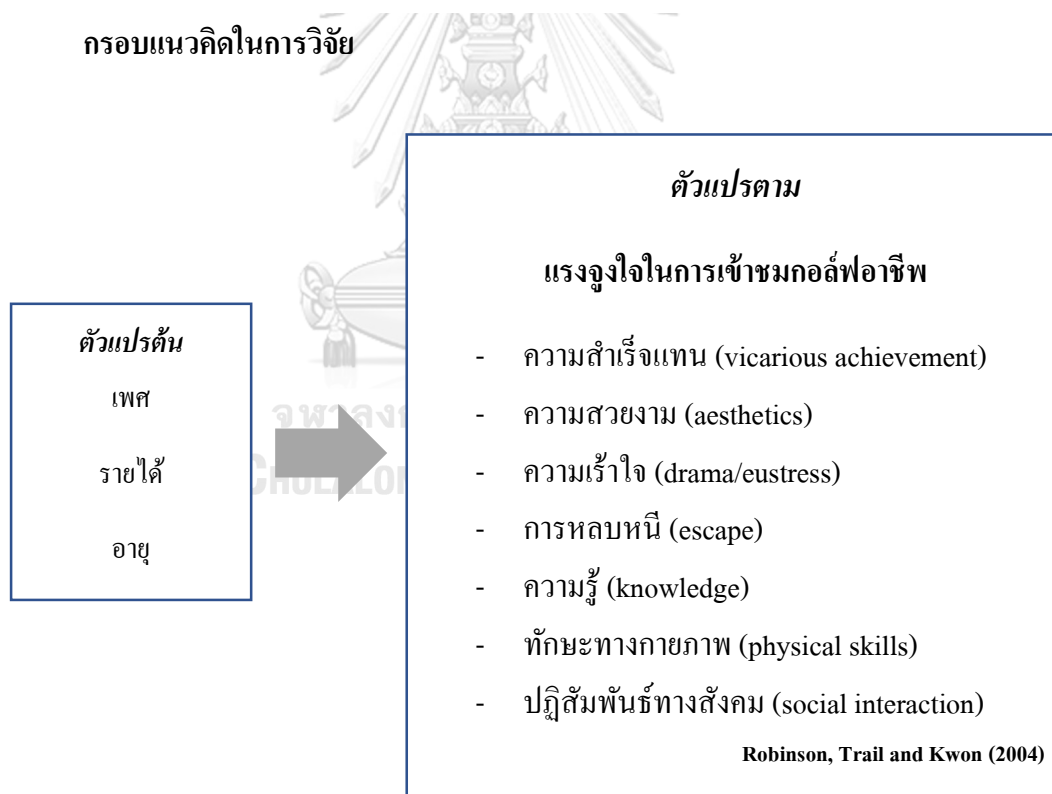 กรอบแนวคิดในการวิจัย
ตัวแปรต้น
เพศ
รายได้
อายุ
ตัวแปรตาม
แรงจูงใจในการเข้าชมกอล์ฟอาชีพ
- ความสำเร็จแทน (vicarious achievement)
- ความสวยงาม (aesthetics)
- ความเร้าใจ (drama/eustress)
- การหลบหนี (escape)
- ความรู้ (knowledge)
- ทักษะทางกายภาพ (physical skills)
- ปฏิสัมพันธ์ทางสังคม (social interaction)
Robinson, Trail and Kwon (2004)